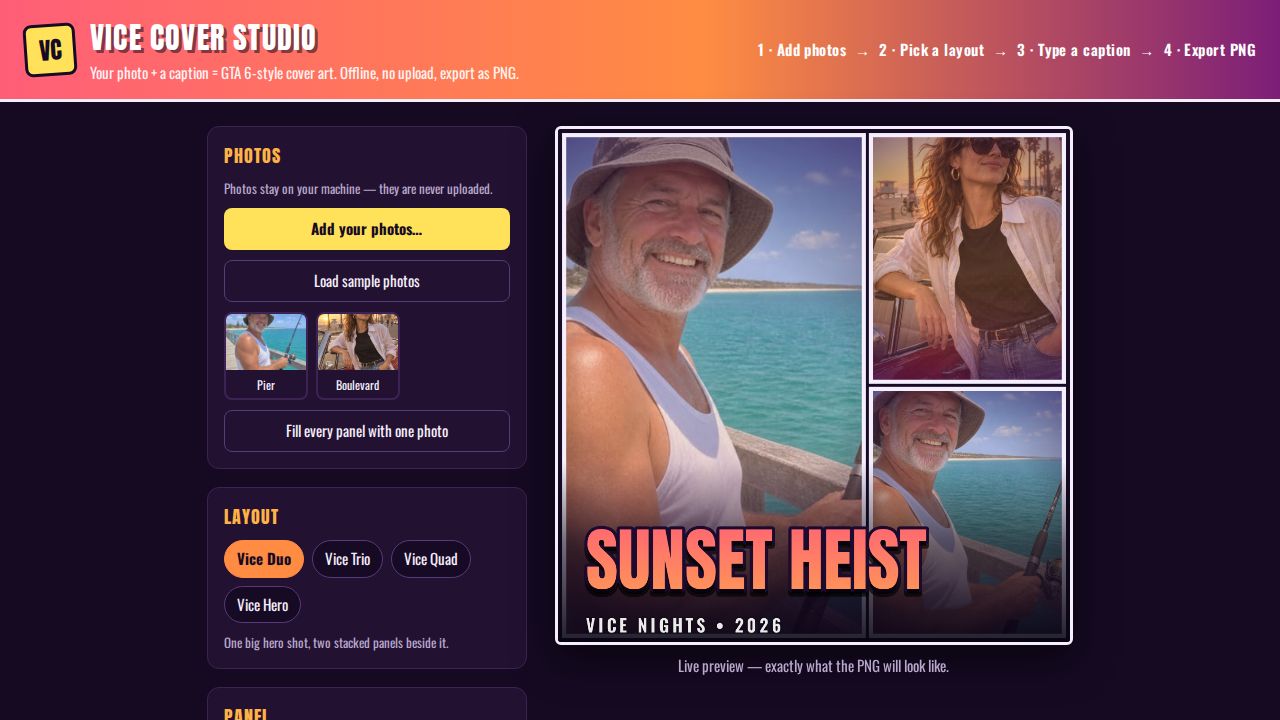 VC
VICE COVER STUDIO
Your photo + a caption = GTA 6-style cover art. Offline, no upload, export as PNG.
1 · Add photos → 2 · Pick a layout → 3 · Type a caption → 4 · Export PNG
PHOTOS
Photos stay on your machine — they are never uploaded.
Add your photos...
Load sample photos
Pier
Boulevard
Fill every panel with one photo
LAYOUT
Vice Duo
Vice Trio
Vice Quad
Vice Hero
One big hero shot, two stacked panels beside it.
PANEL
SUNSET HEIST
VICE NIGHTS • 2026
Live preview — exactly what the PNG will look like.